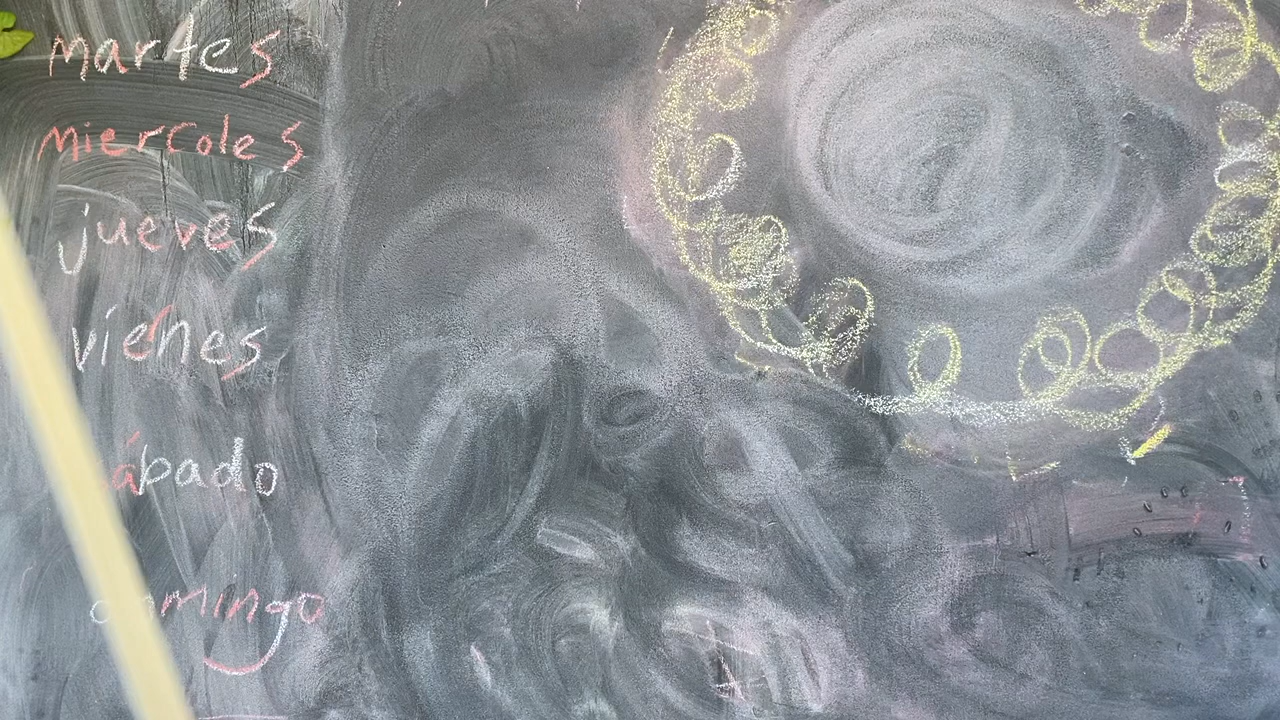 martes
miercoles
jueves
vienes
ábado
mingo